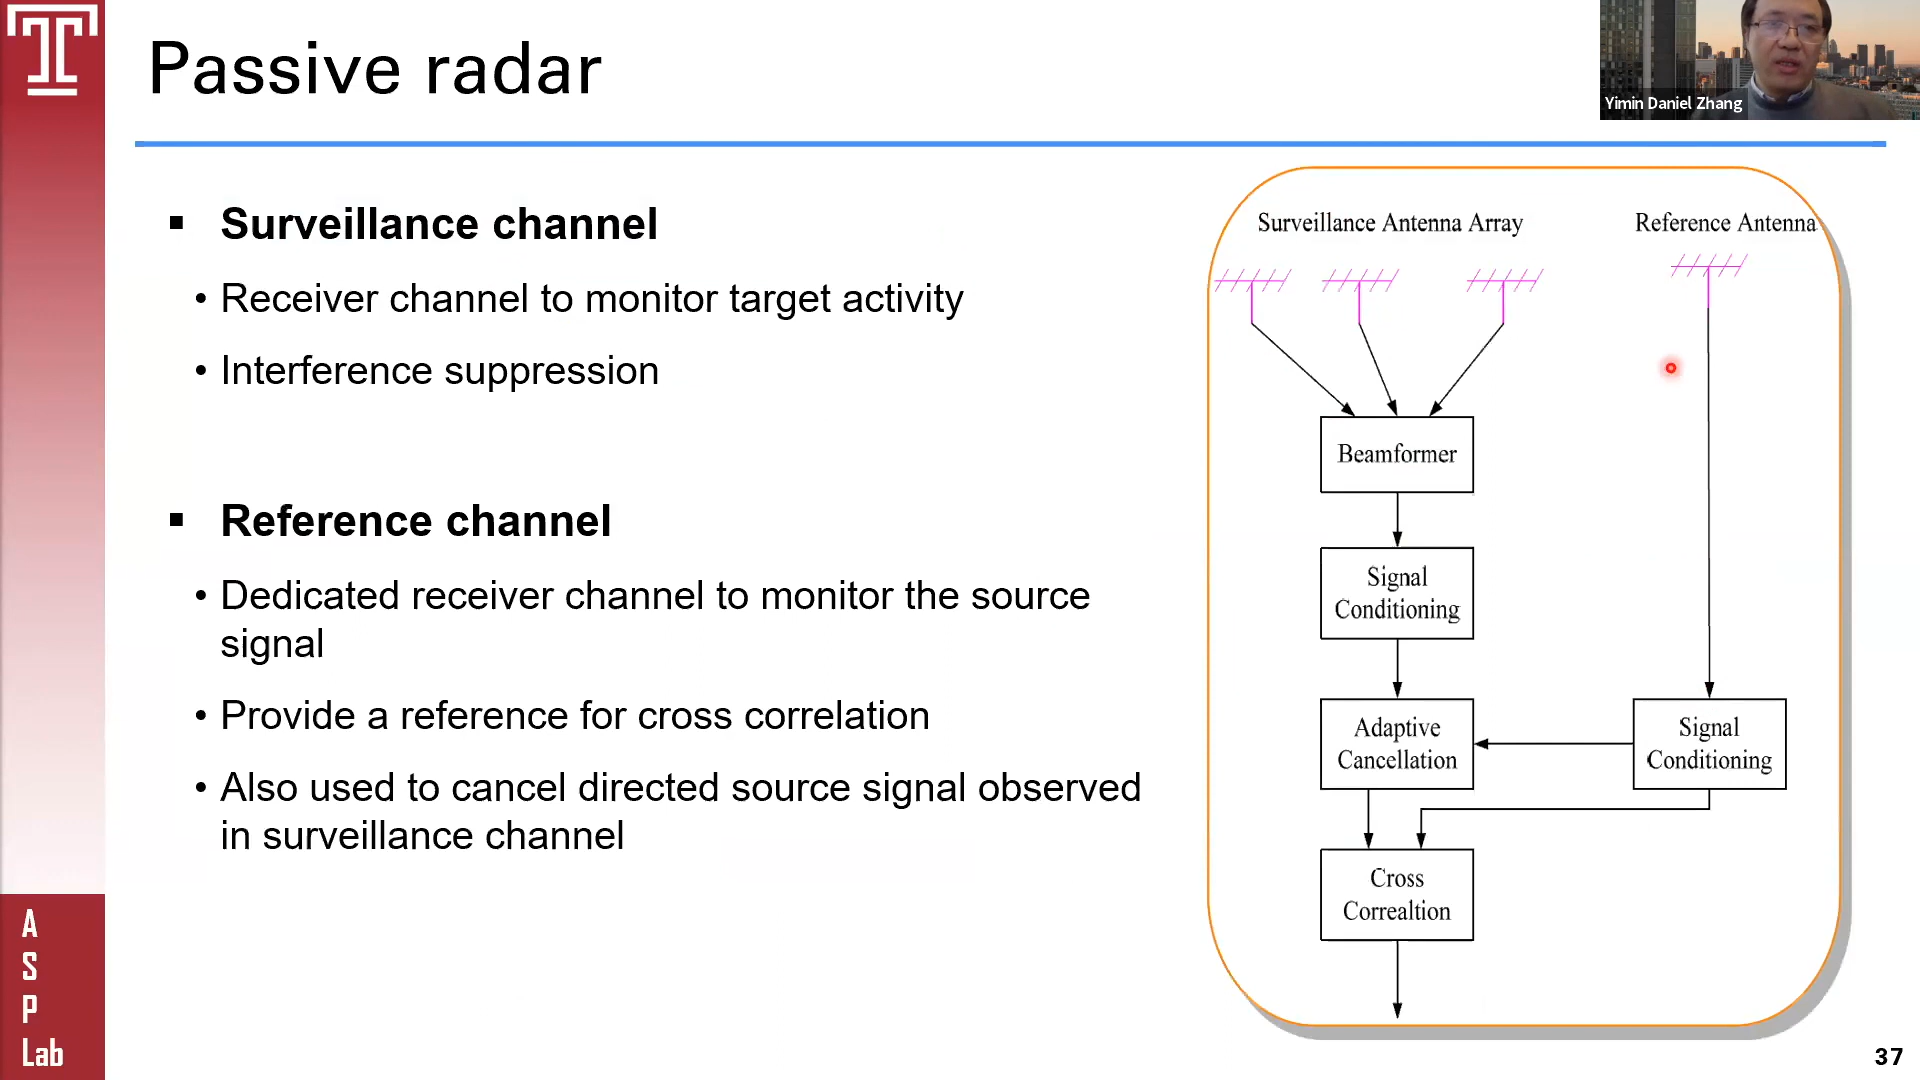 Passive radar
Yimin Daniel Zhang
▪ Surveillance channel
• Receiver channel to monitor target activity
• Interference suppression
▪ Reference channel
• Dedicated receiver channel to monitor the source
signal
• Provide a reference for cross correlation
• Also used to cancel directed source signal observed
in surveillance channel
Surveillance Antenna Array
Reference Antenna
Beamformer
Signal
Conditioning
Adaptive
Cancellation
Signal
Conditioning
Cross
Correaltion
A
S
P
Lab
37